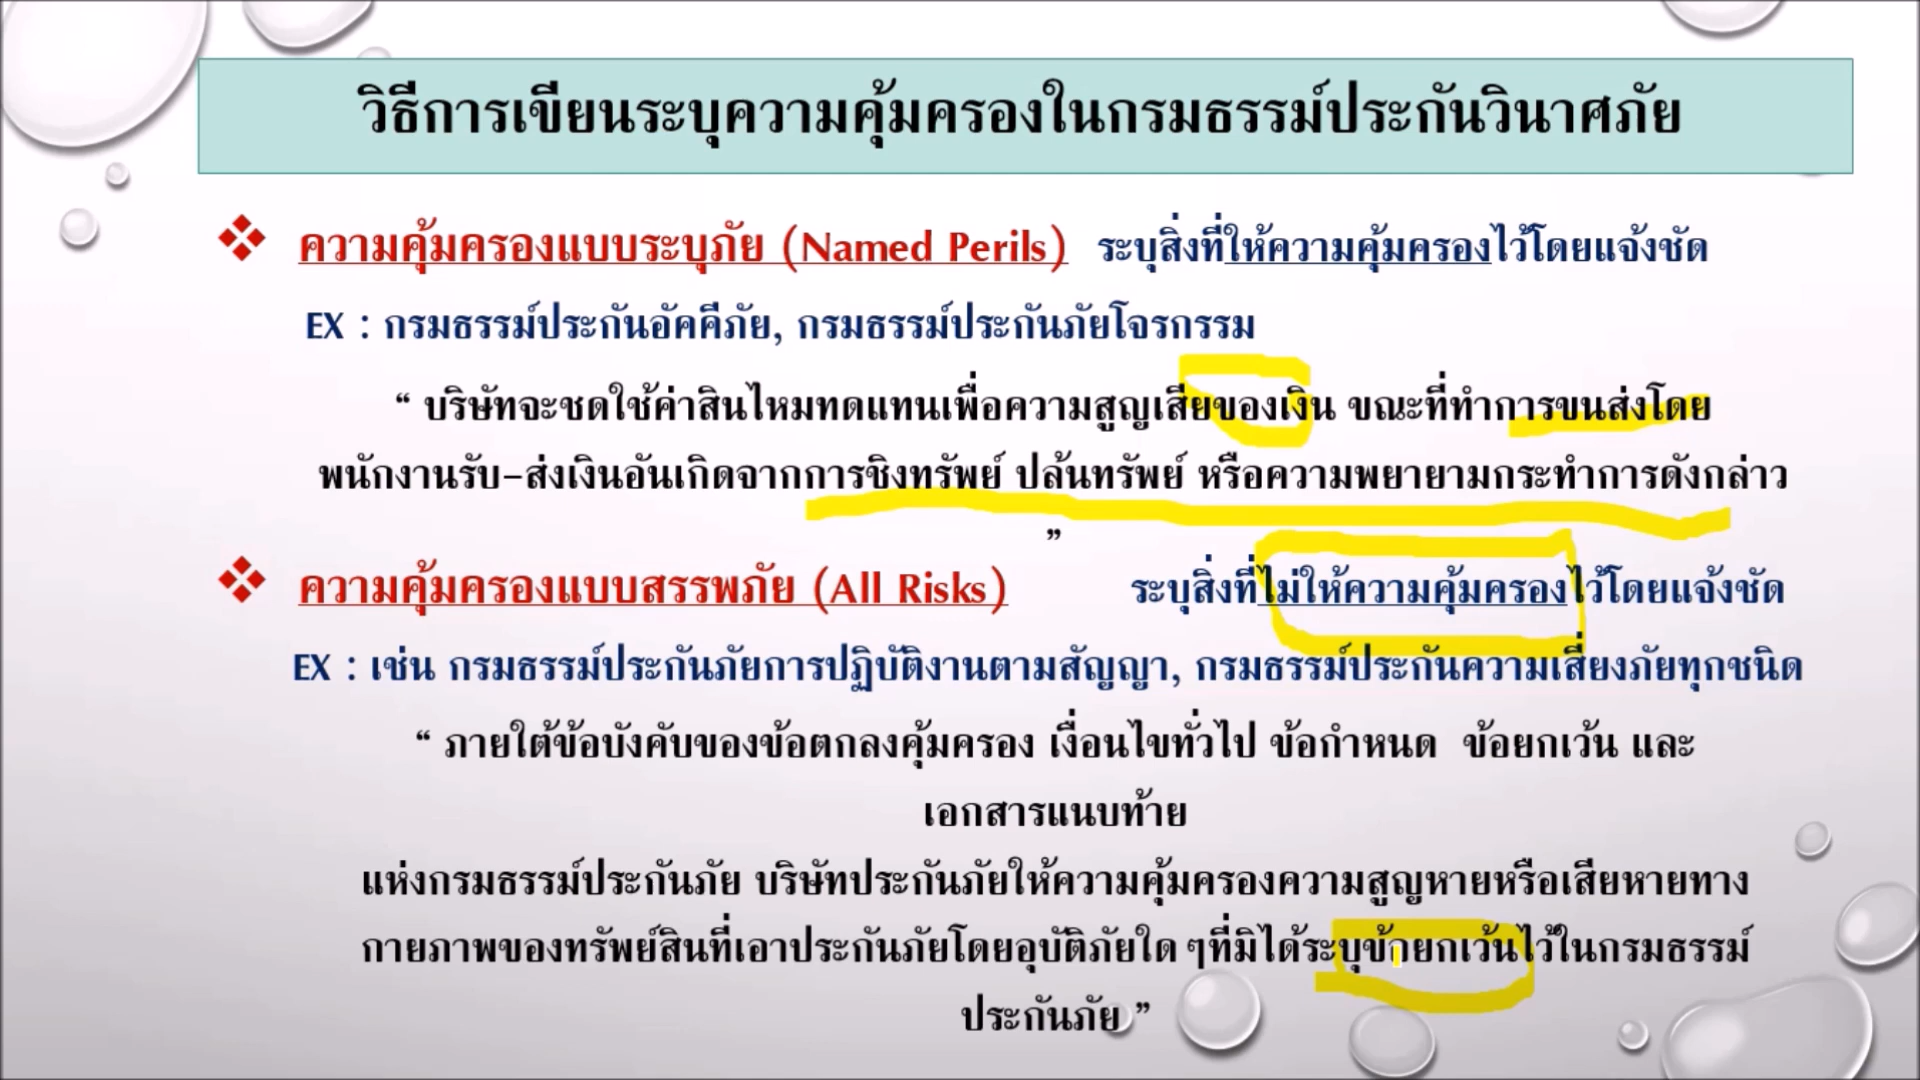 วิธีการเขียนระบุความคุ้มครองในกรมธรรม์ประกันวินาศภัย
❖ ความคุ้มครองแบบระบุภัย (Named Perils) ระบุสิ่งที่ให้ความคุ้มครองไว้โดยแจ้งชัด
EX : กรมธรรม์ประกันอัคคีภัย, กรมธรรม์ประกันภัยโจรกรรม
“ บริษัทจะชดใช้ค่าสินไหมทดแทนเพื่อความสูญเสียของเงิน ขณะที่ทำการขนส่งโดย
พนักงานรับ-ส่งเงินอันเกิดจากการชิงทรัพย์ ปล้นทรัพย์ หรือความพยายามกระทำการดังกล่าว
”
❖ ความคุ้มครองแบบสรรพภัย (All Risks) ระบุสิ่งที่ไม่ให้ความคุ้มครองไว้โดยแจ้งชัด
EX : เช่น กรมธรรม์ประกันภัยการปฏิบัติงานตามสัญญา, กรมธรรม์ประกันความเสี่ยงภัยทุกชนิด
“ ภายใต้ข้อบังคับของข้อตกลงคุ้มครอง เงื่อนไขทั่วไป ข้อกำหนด ข้อยกเว้น และ
เอกสารแนบท้าย
แห่งกรมธรรม์ประกันภัย บริษัทประกันภัยให้ความคุ้มครองความสูญหายหรือเสียหายทาง
กายภาพของทรัพย์สินที่เอาประกันภัยโดยอุบัติภัยใด ๆที่มิได้ระบุข้อยกเว้นไว้ในกรมธรรม์
ประกันภัย ”